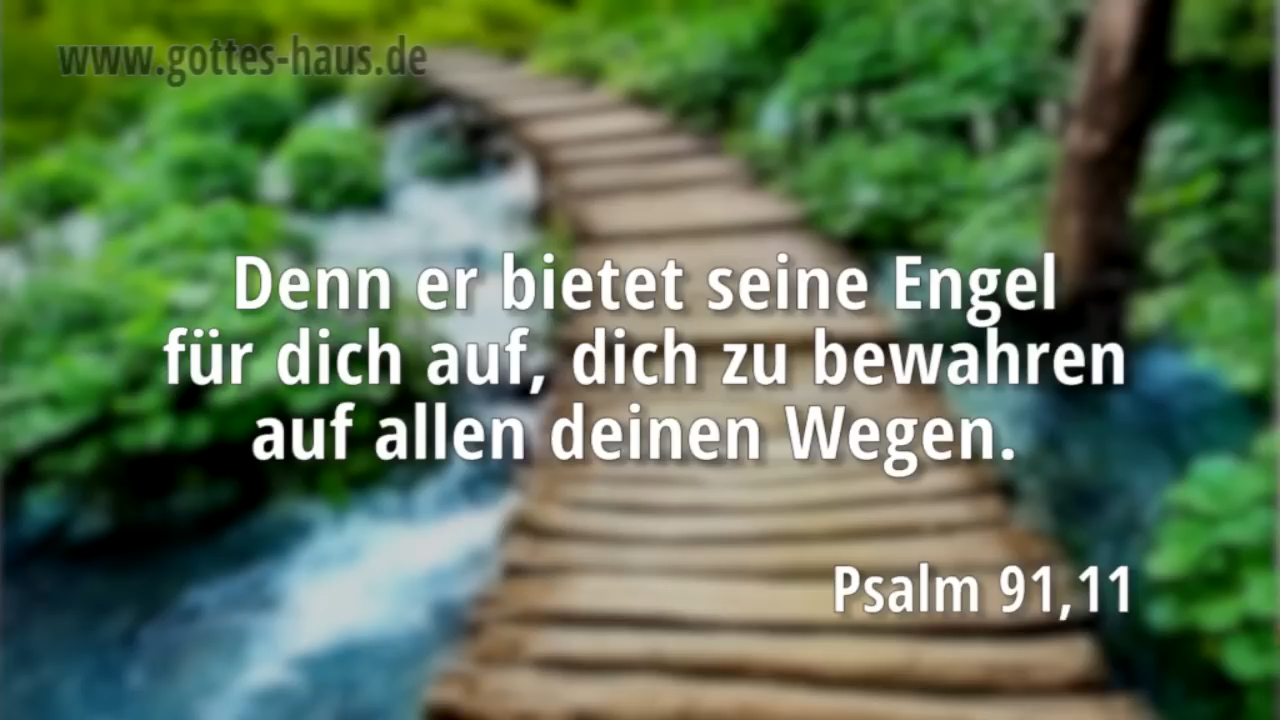 www.gottes-haus.de
Denn er bietet seine Engel
für dich auf, dich zu bewahren
auf allen deinen Wegen.
Psalm 91,11